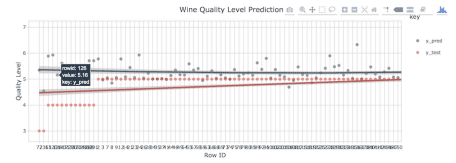 Wine Quality Level Prediction
key
y_pred
y_test
7
6
5
4
3
Quality Level
rowid: 126
value: 5.16
key: y_pred
Row ID